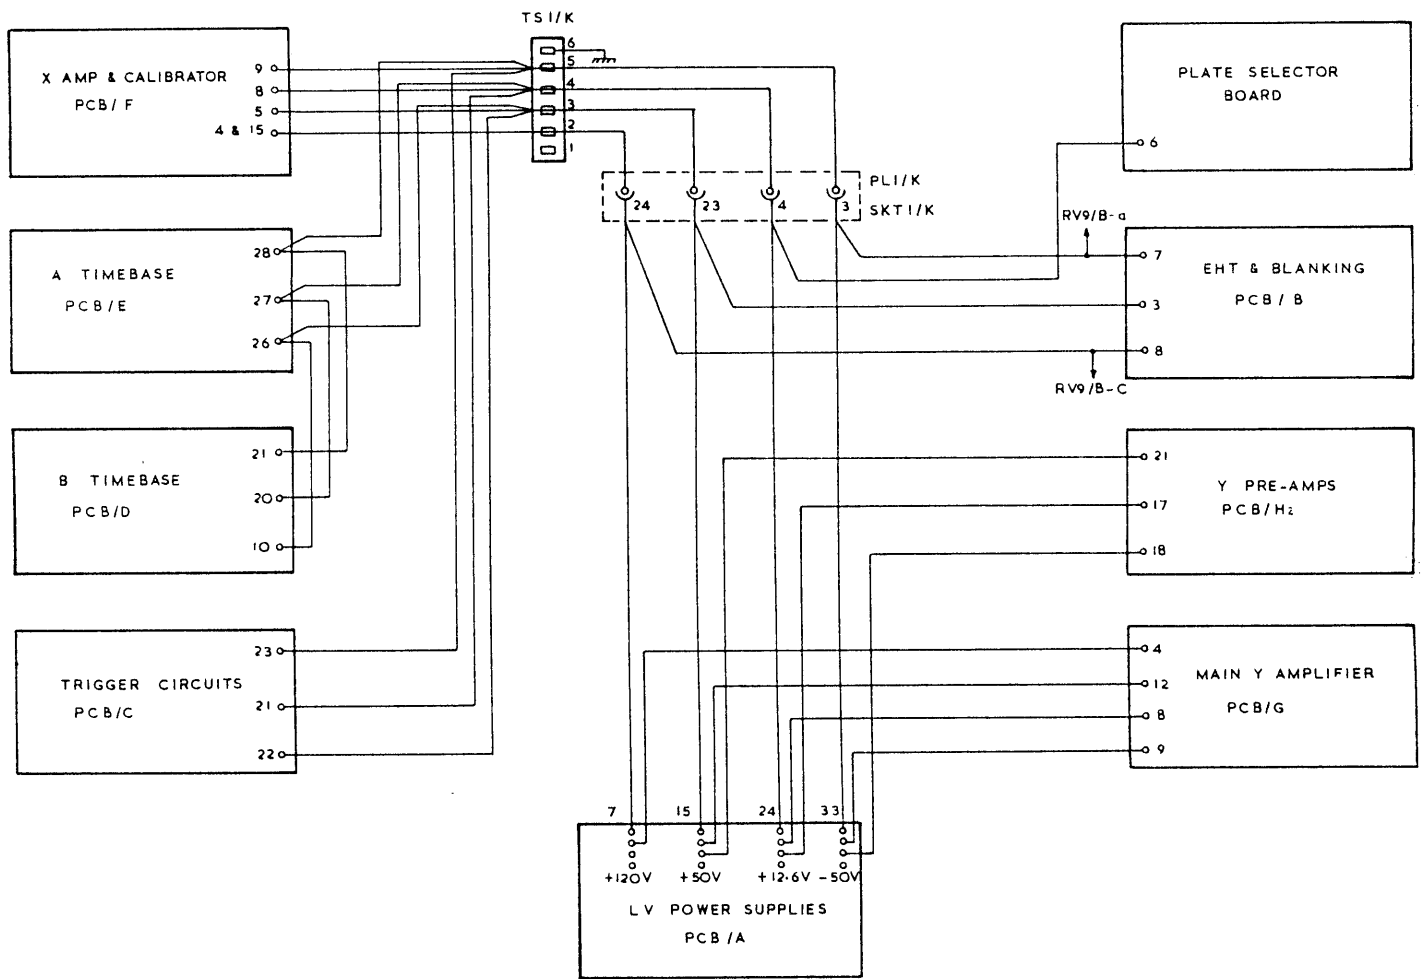 TS1/K
X AMP & CALIBRATOR
PCB/F
9
8
5
4 & 15
6
5
4
3
2
1
PLATE SELECTOR
BOARD
6
PL1/K
SKT1/K
24
23
4
3
RV9/B-a
A TIMEBASE
PCB/E
28
27
26
EHT & BLANKING
PCB/B
7
3
8
RV9/B-C
B TIMEBASE
PCB/D
21
20
10
Y PRE-AMPS
PCB/H2
21
17
18
TRIGGER CIRCUITS
PCB/C
23
21
22
MAIN Y AMPLIFIER
PCB/G
4
12
8
9
7 15 24 33
+120V +50V +12.6V -50V
LV POWER SUPPLIES
PCB/A